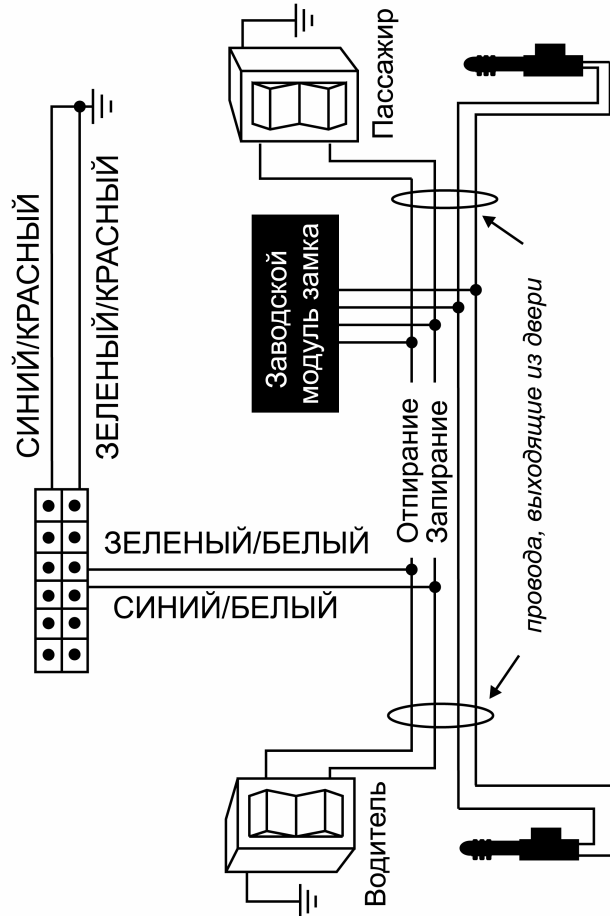 СИНИЙ/КРАСНЫЙ
ЗЕЛЕНЫЙ/КРАСНЫЙ
ЗЕЛЕНЫЙ/БЕЛЫЙ
СИНИЙ/БЕЛЫЙ
Водитель
Пассажир
Заводской
модуль замка
Отпирание
Запирание
провода, выходящие из двери